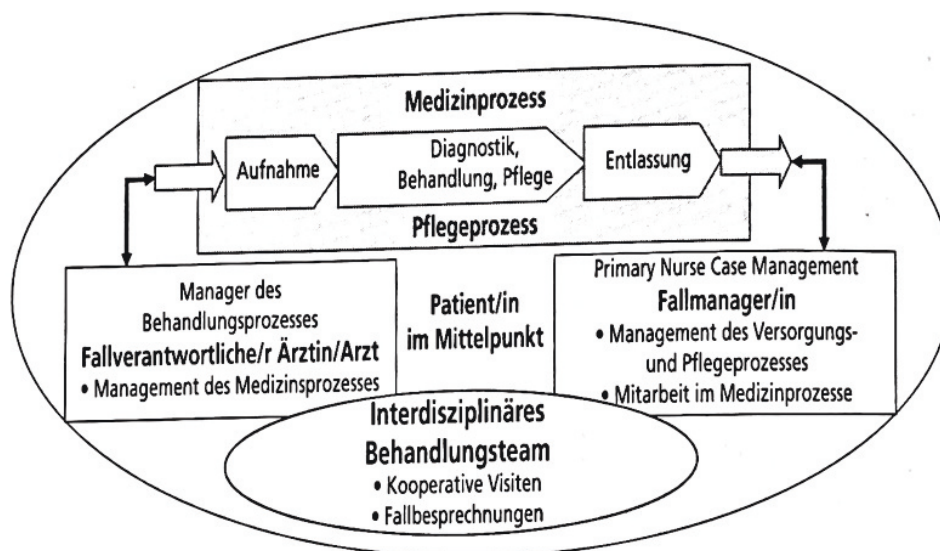 Medizinprozess
Aufnahme
Diagnostik,
Behandlung, Pflege
Entlassung
Pflegeprozess
Manager des
Behandlungsprozesses
Fallverantwortliche/r Ärztin/Arzt
• Management des Medizinsprozesses
Patient/in
im Mittelpunkt
Primary Nurse Case Management
Fallmanager/in
• Management des Versorgungs-
und Pflegeprozesses
• Mitarbeit im Medizinprozesse
Interdisziplinäres
Behandlungsteam
• Kooperative Visiten
• Fallbesprechnungen